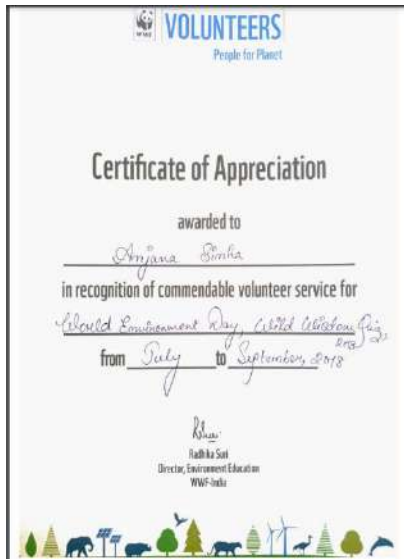 WWF
VOLUNTEERS
People for Planet
Certificate of Appreciation
awarded to
Anjana Sinha
in recognition of commendable volunteer service for
World Environment Day, Wild Wisdom Quiz
2018
from July to September, 2018
Radhika Suri
Director, Environment Education
WWF-India